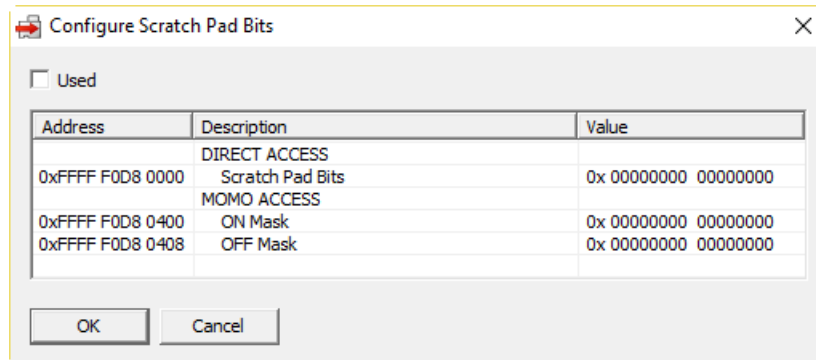 Configure Scratch Pad Bits
Used
Address Description Value
DIRECT ACCESS
0xFFFF F0D8 0000 Scratch Pad Bits 0x 00000000 00000000
MOMO ACCESS
0xFFFF F0D8 0400 ON Mask 0x 00000000 00000000
0xFFFF F0D8 0408 OFF Mask 0x 00000000 00000000
OK Cancel